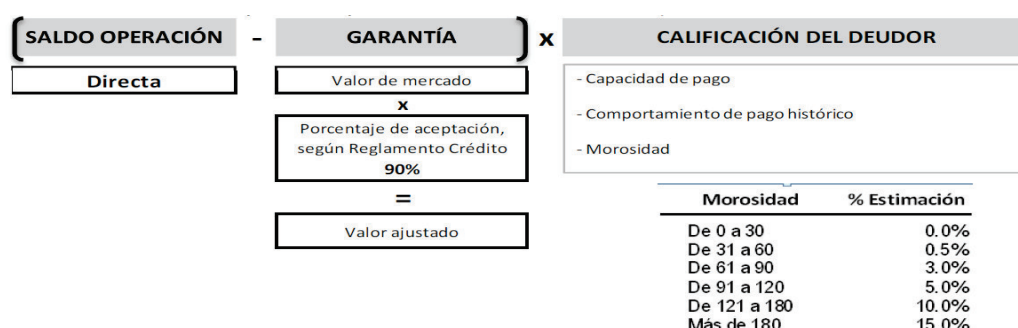 SALDO OPERACIÓN - GARANTÍA x CALIFICACIÓN DEL DEUDOR
Directa
Valor de mercado
x
Porcentaje de aceptación,
según Reglamento Crédito
90%
=
Valor ajustado
- Capacidad de pago
- Comportamiento de pago histórico
- Morosidad
Morosidad % Estimación
De 0 a 30 0.0%
De 31 a 60 0.5%
De 61 a 90 3.0%
De 91 a 120 5.0%
De 121 a 180 10.0%
Más de 180 15.0%